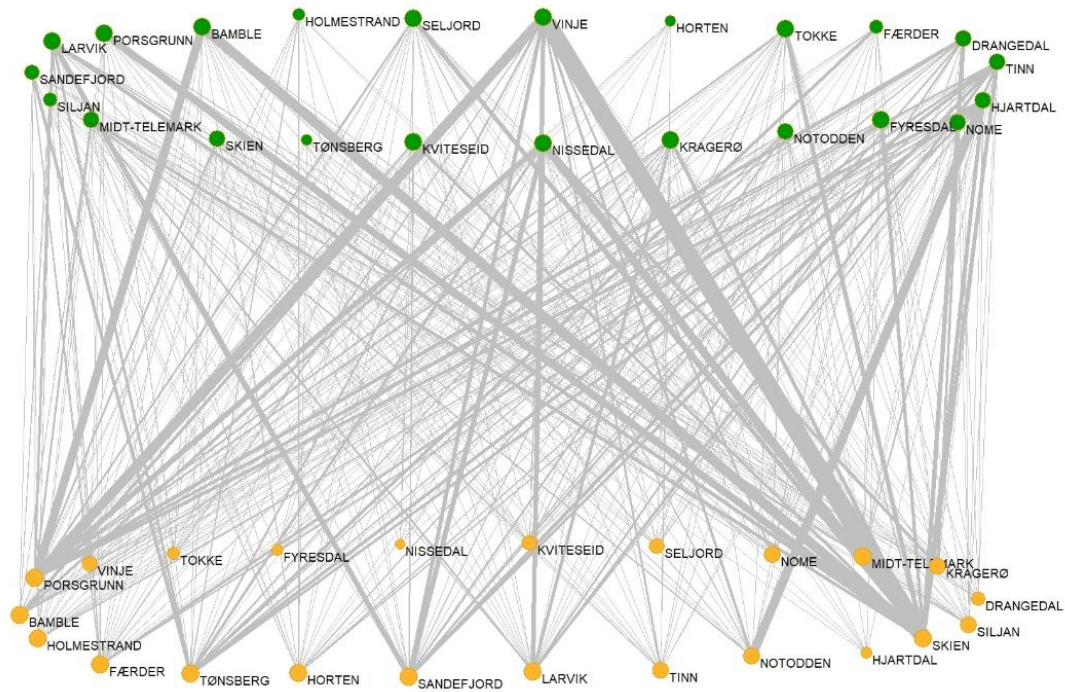 HOLMESTRAND
SELJORD
VINJE
HORTEN
LARVIK
PORSGRUNN
BAMBLE
TOKKE
FÆRDER
DRANGEDAL
TINN
SANDEFJORD
SILJAN
HJARTDAL
MIDT-TELEMARK
SKIEN
TØNSBERG
KVITESEID
NISSEDAL
KRAGERØ
NOTODDEN
FYRESDAL
NOME
TOKKE
FYRESDAL
NISSEDAL
KVITESEID
SELJORD
NOME
MIDT-TELEMARK
KRAGERØ
VINJE
PORSGRUNN
DRANGEDAL
BAMBLE
SILJAN
HOLMESTRAND
SKIEN
FÆRDER
TØNSBERG
HORTEN
SANDEFJORD
LARVIK
TINN
NOTODDEN
HJARTDAL